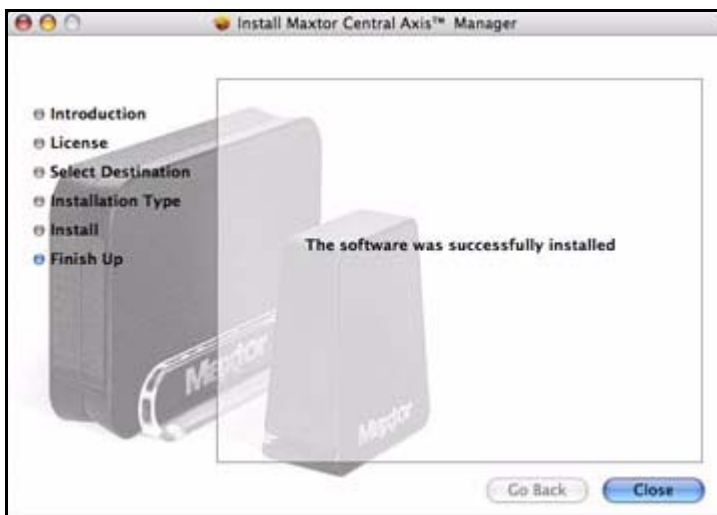 Install Maxtor Central Axis™ Manager
Introduction
License
Select Destination
Installation Type
Install
Finish Up
The software was successfully installed
Maxtor
Maxtor
Go Back
Close